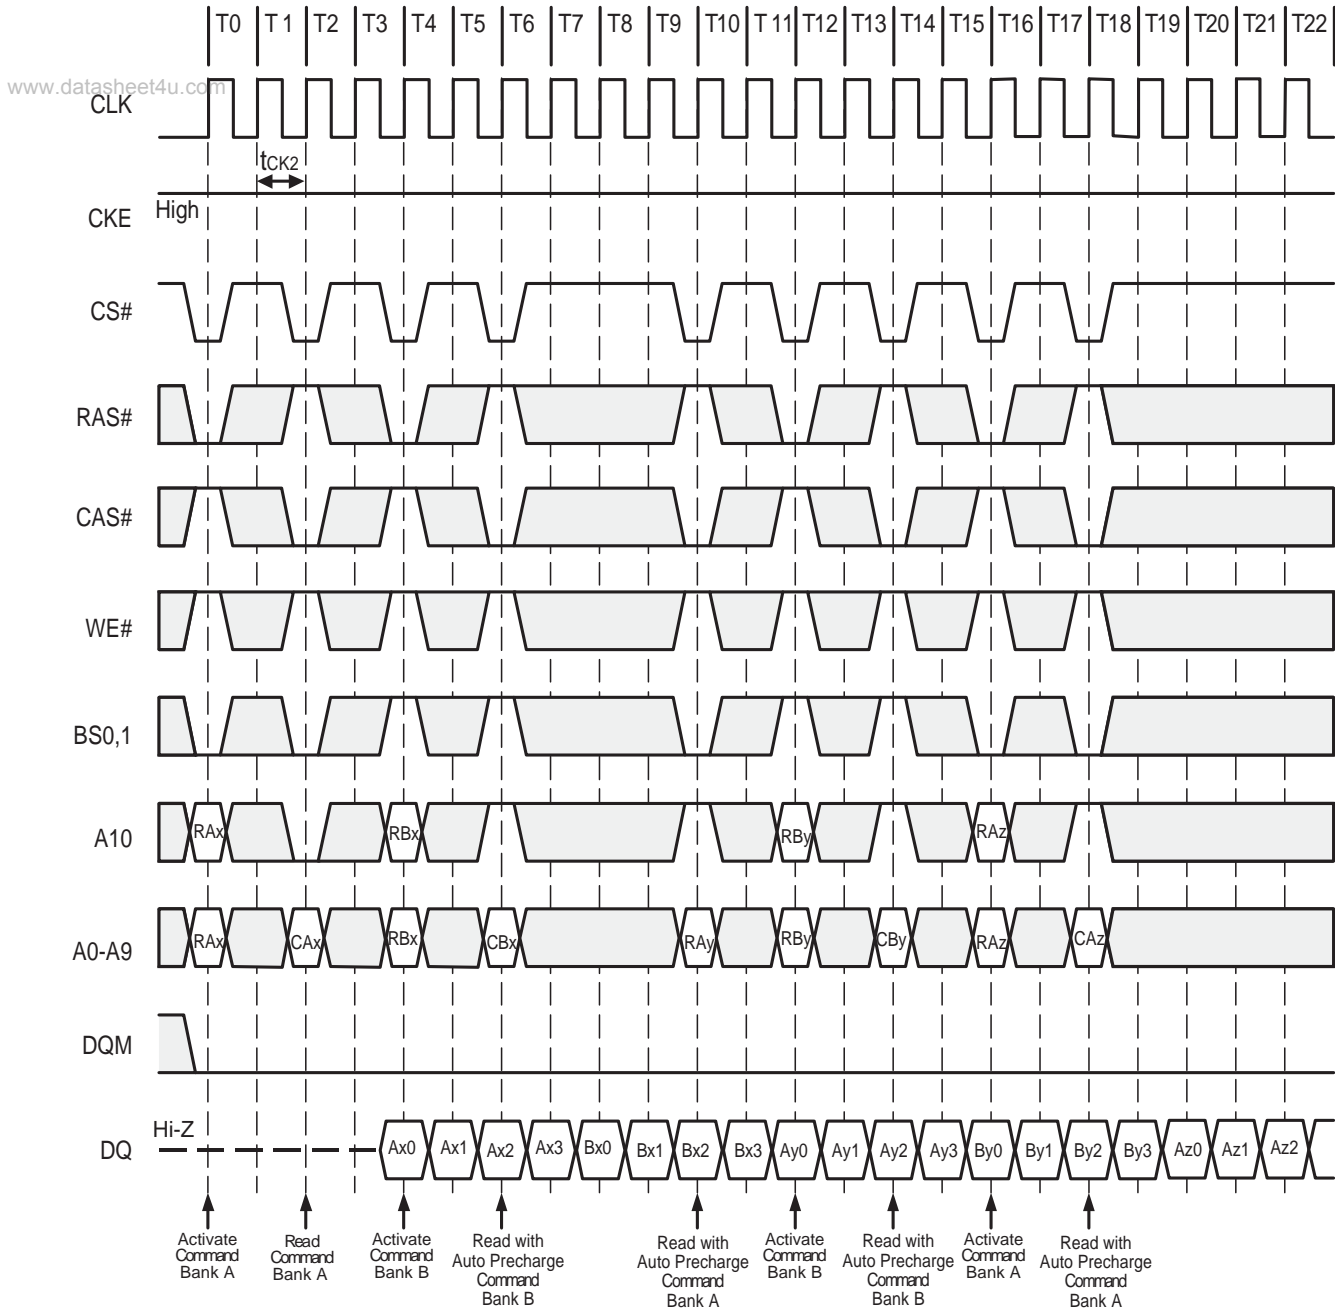 T0 T 1 T2 T3 T4 T5 T6 T7 T8 T9 T10 T 11 T12 T13 T14 T15 T16 T17 T18 T19 T20 T21 T22
www.datasheet4u.com
CLK
tCK2
CKE High
CS#
RAS#
CAS#
WE#
BS0,1
A10 RAx RBx RBy RAz
A0-A9 RAx CAx RBx CBx RAy RBy CBy RAz CAz
DQM
DQ Hi-Z Ax0 Ax1 Ax2 Ax3 Bx0 Bx1 Bx2 Bx3 Ay0 Ay1 Ay2 Ay3 By0 By1 By2 By3 Az0 Az1 Az2
Activate
Command
Bank A
Read
Command
Bank A
Activate
Command
Bank B
Read with
Auto Precharge
Command
Bank B
Read with
Auto Precharge
Command
Bank A
Activate
Command
Bank B
Read with
Auto Precharge
Command
Bank B
Activate
Command
Bank A
Read with
Auto Precharge
Command
Bank A